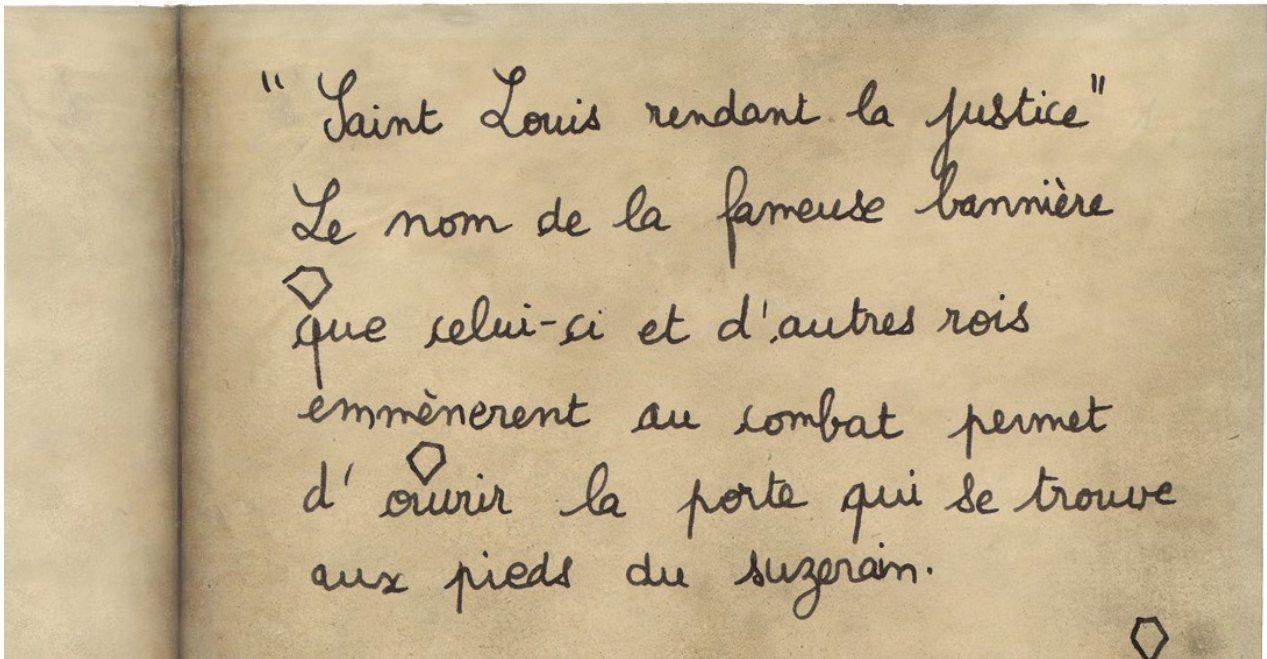 " Saint Louis rendant la justice"
Le nom de la fameuse bannière
que celui-ci et d'autres rois
emmènerent au combat permet
d' ouvrir la porte qui se trouve
aux pieds du suzerain.